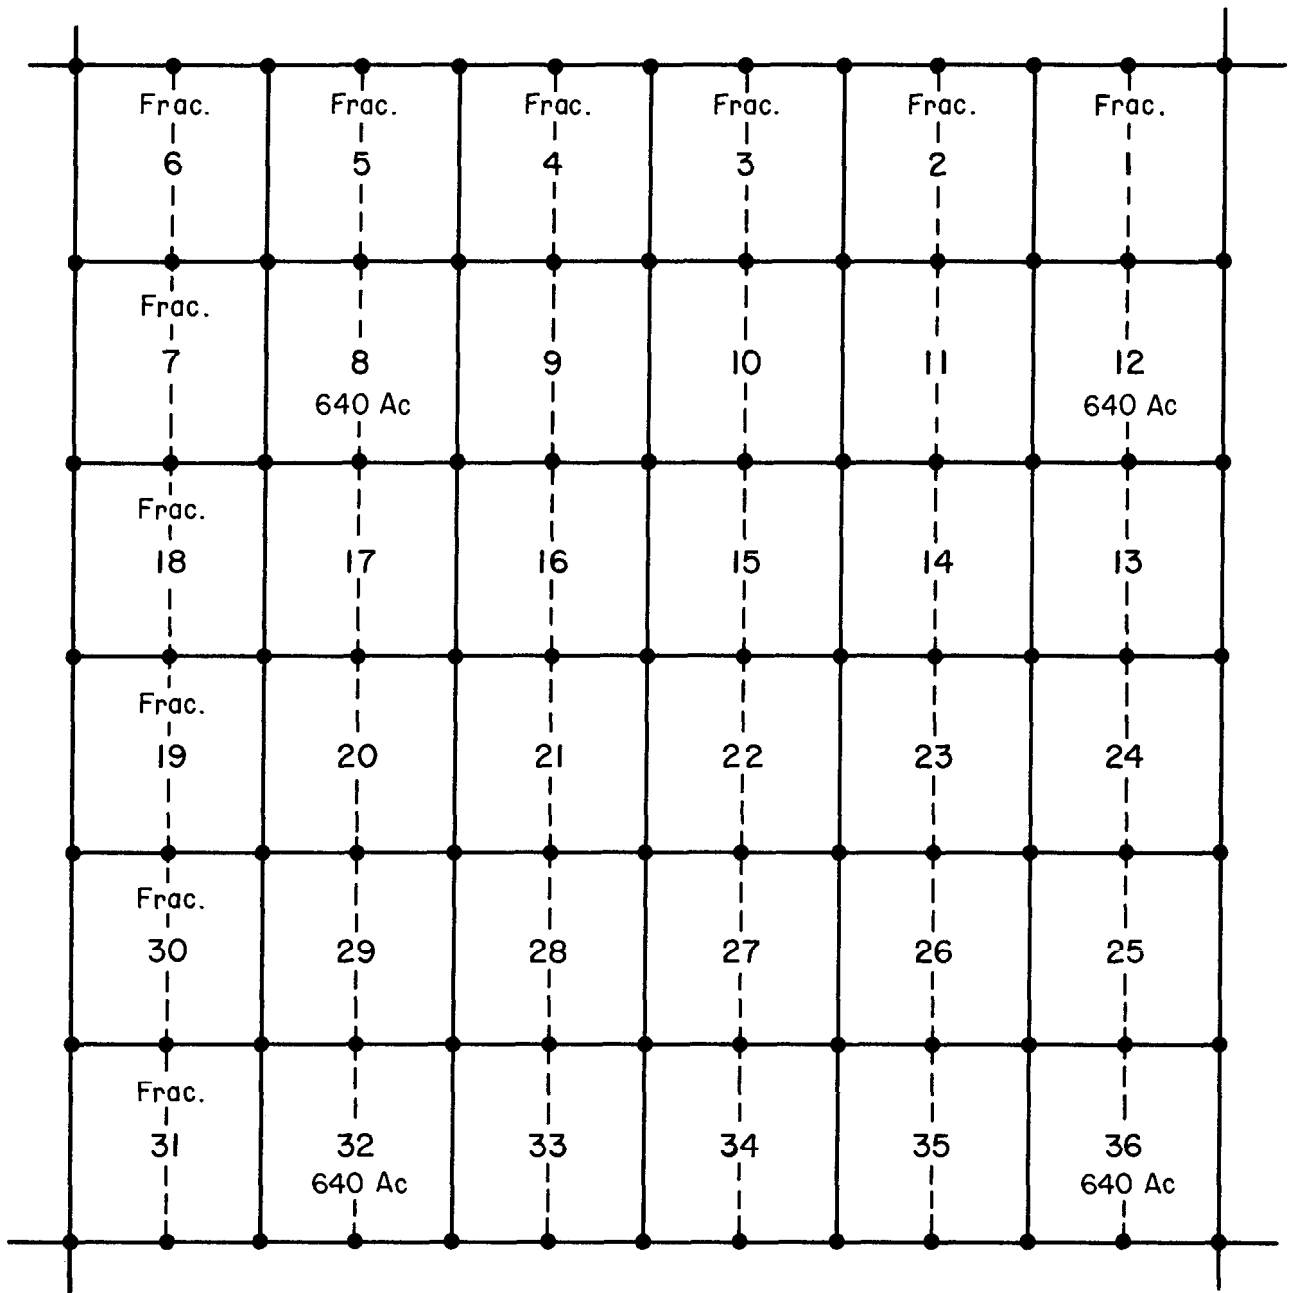 Frac. Frac. Frac. Frac. Frac. Frac.
6 5 4 3 2 1
Frac.
7 8 9 10 11 12
640 Ac 640 Ac
Frac.
18 17 16 15 14 13
Frac.
19 20 21 22 23 24
Frac.
30 29 28 27 26 25
Frac.
31 32 33 34 35 36
640 Ac 640 Ac